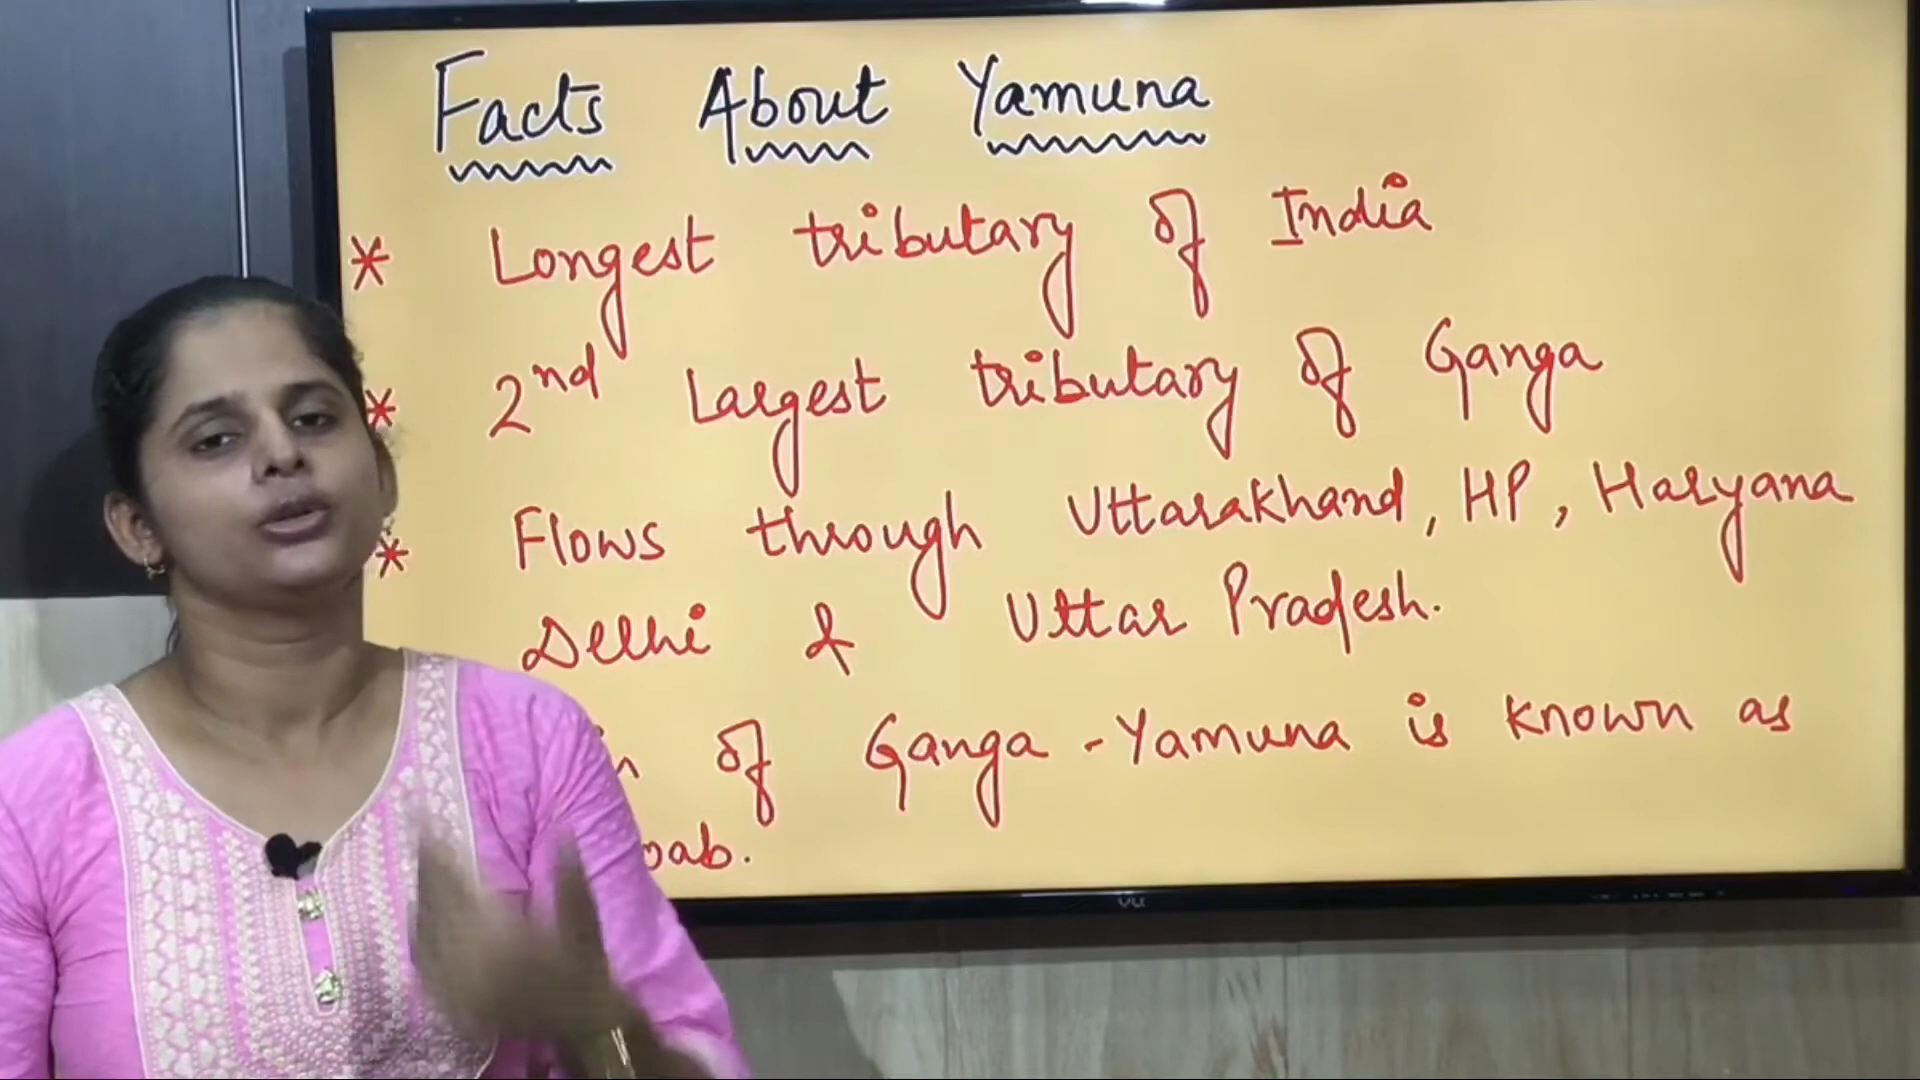 Facts About Yamuna
* Longest tributary of India
* 2nd Largest tributary of Ganga
* Flows through Uttarakhand, HP, Haryana
Delhi & Uttar Pradesh.
of Ganga - Yamuna is known as
oab.
VU